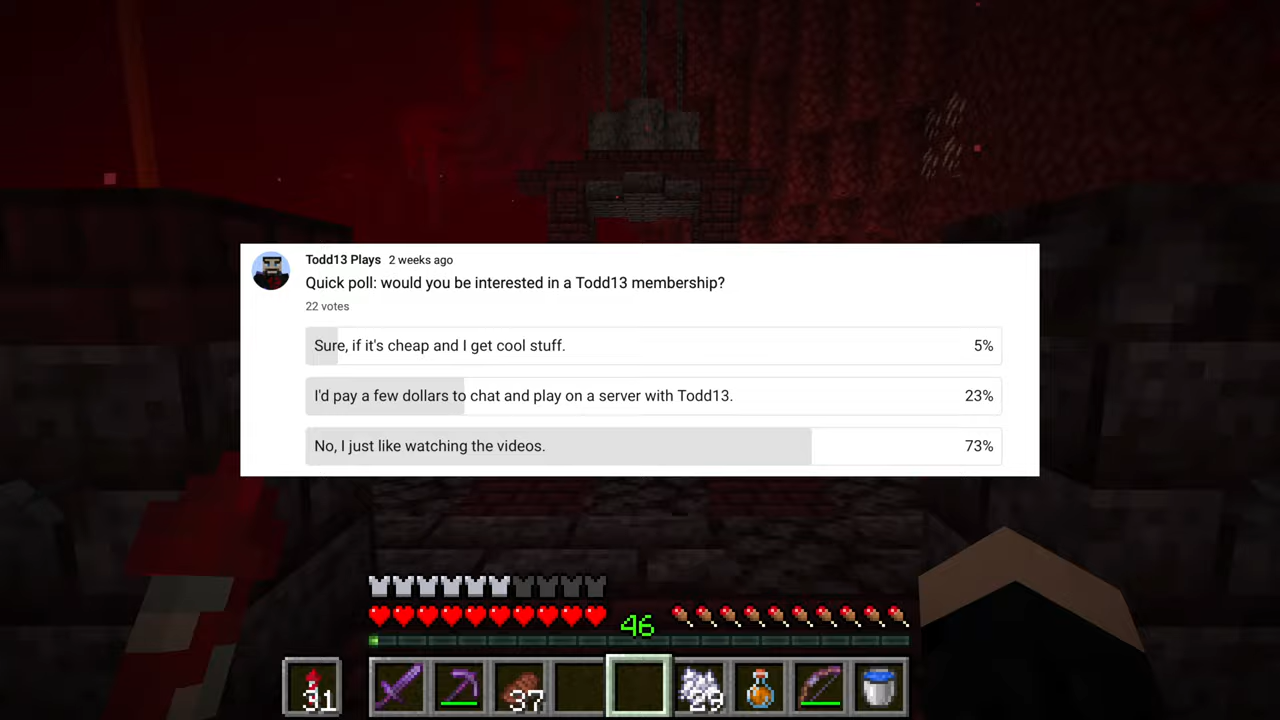 Todd13 Plays 2 weeks ago
Quick poll: would you be interested in a Todd13 membership?
22 votes
Sure, if it's cheap and I get cool stuff. 5%
I'd pay a few dollars to chat and play on a server with Todd13. 23%
No, I just like watching the videos. 73%
46
31 37 29